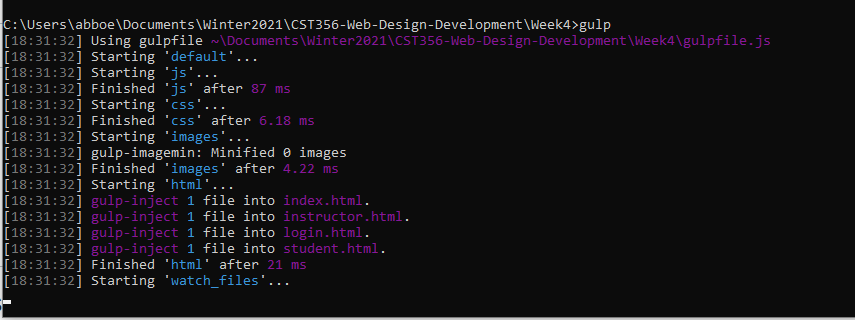 C:\Users\abboe\Documents\Winter2021\CST356-Web-Design-Development\Week4>gulp
[18:31:32] Using gulpfile ~\Documents\Winter2021\CST356-Web-Design-Development\Week4\gulpfile.js
[18:31:32] Starting 'default'...
[18:31:32] Starting 'js'...
[18:31:32] Finished 'js' after 87 ms
[18:31:32] Starting 'css'...
[18:31:32] Finished 'css' after 6.18 ms
[18:31:32] Starting 'images'...
[18:31:32] gulp-imagemin: Minified 0 images
[18:31:32] Finished 'images' after 4.22 ms
[18:31:32] Starting 'html'...
[18:31:32] gulp-inject 1 file into index.html.
[18:31:32] gulp-inject 1 file into instructor.html.
[18:31:32] gulp-inject 1 file into login.html.
[18:31:32] gulp-inject 1 file into student.html.
[18:31:32] Finished 'html' after 21 ms
[18:31:32] Starting 'watch_files'...